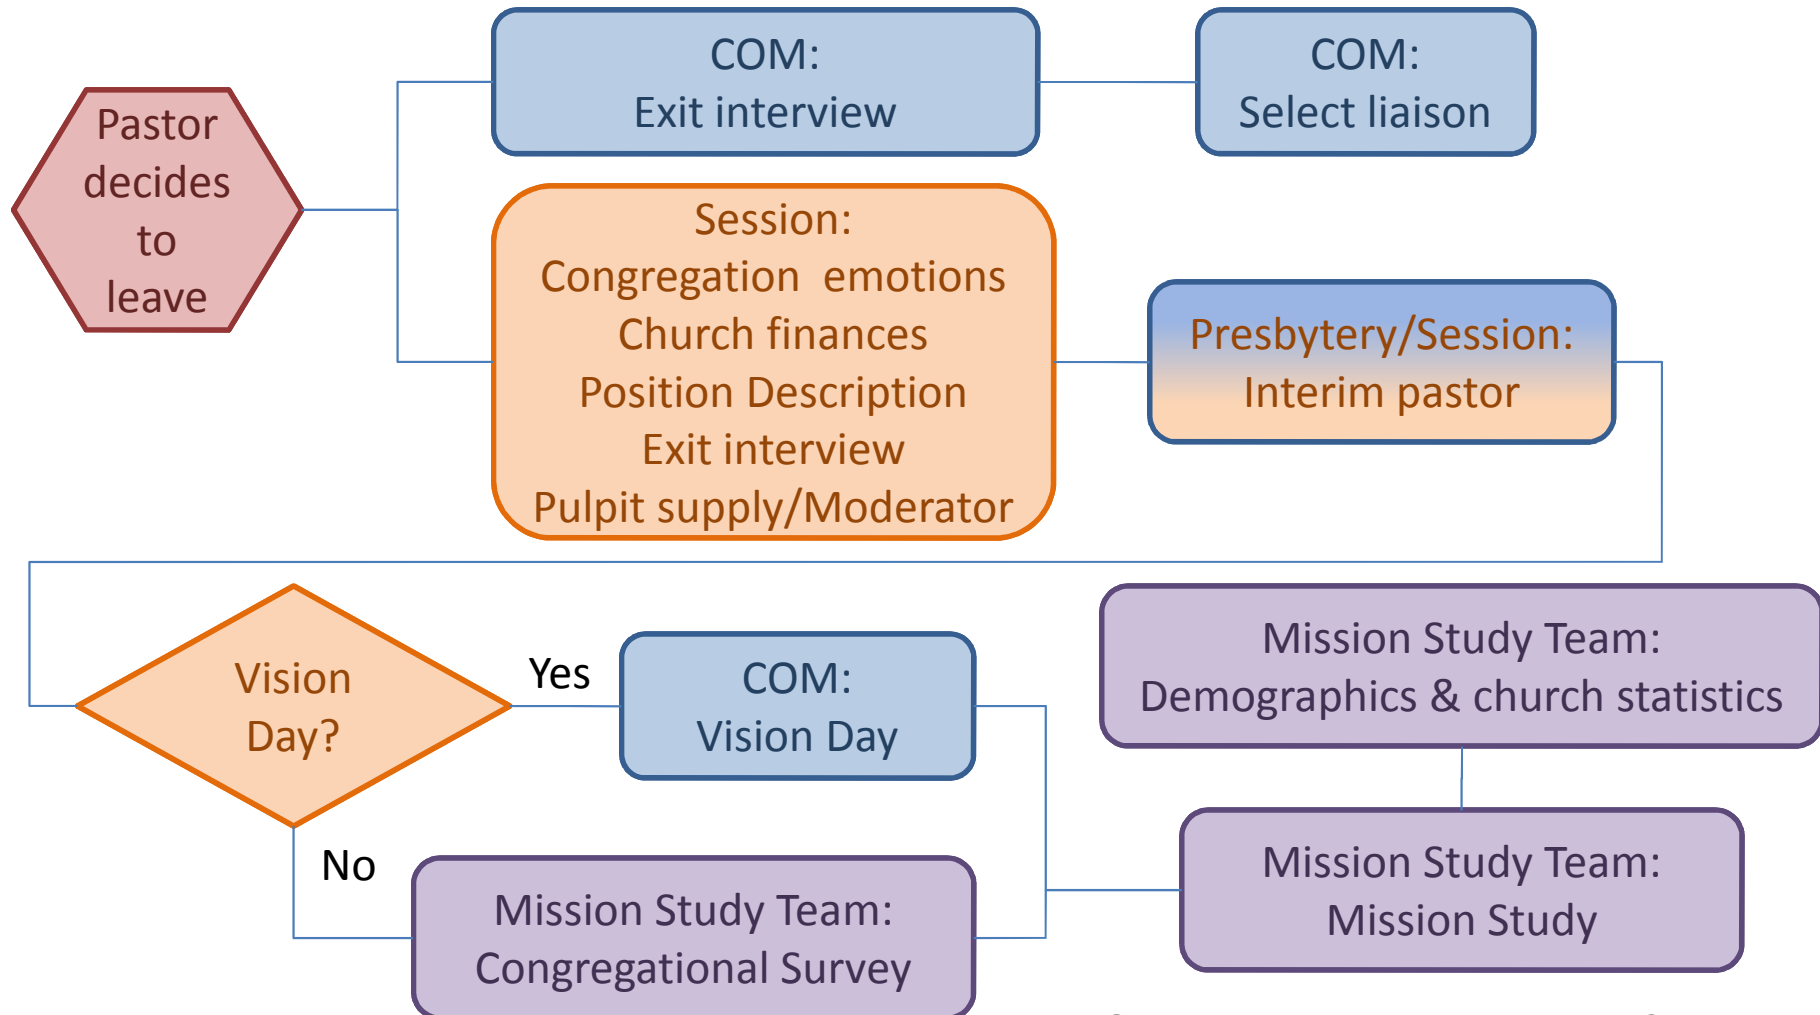 Pastor
decides
to
leave
COM:
Exit interview
COM:
Select liaison
Session:
Congregation emotions
Church finances
Position Description
Exit interview
Pulpit supply/Moderator
Presbytery/Session:
Interim pastor
Vision
Day?
Yes
COM:
Vision Day
No
Mission Study Team:
Congregational Survey
Mission Study Team:
Demographics & church statistics
Mission Study Team:
Mission Study